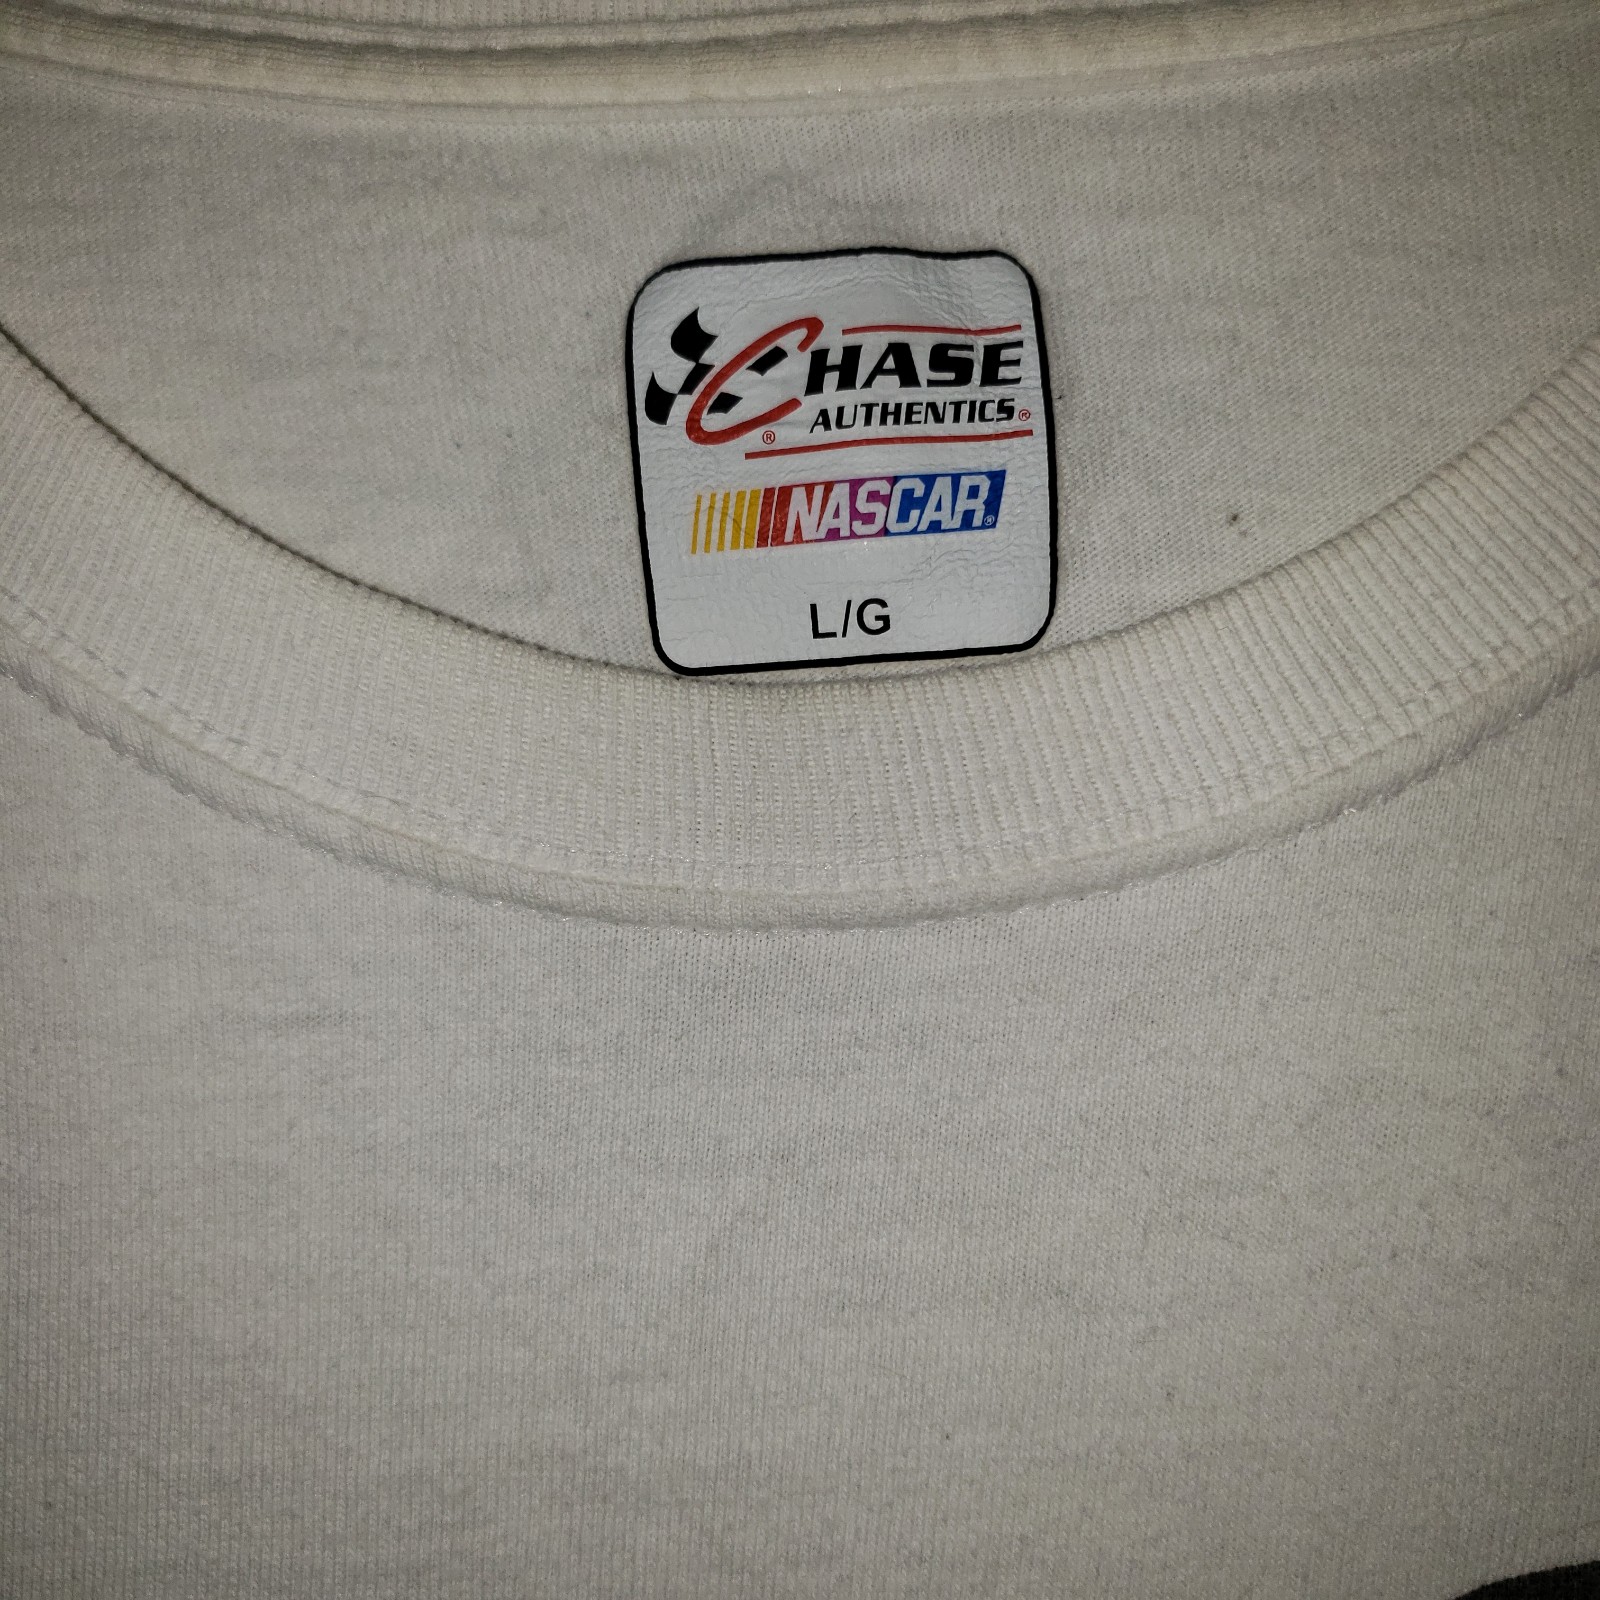 CHASE
AUTHENTICS®
®
NASCAR®
L/G